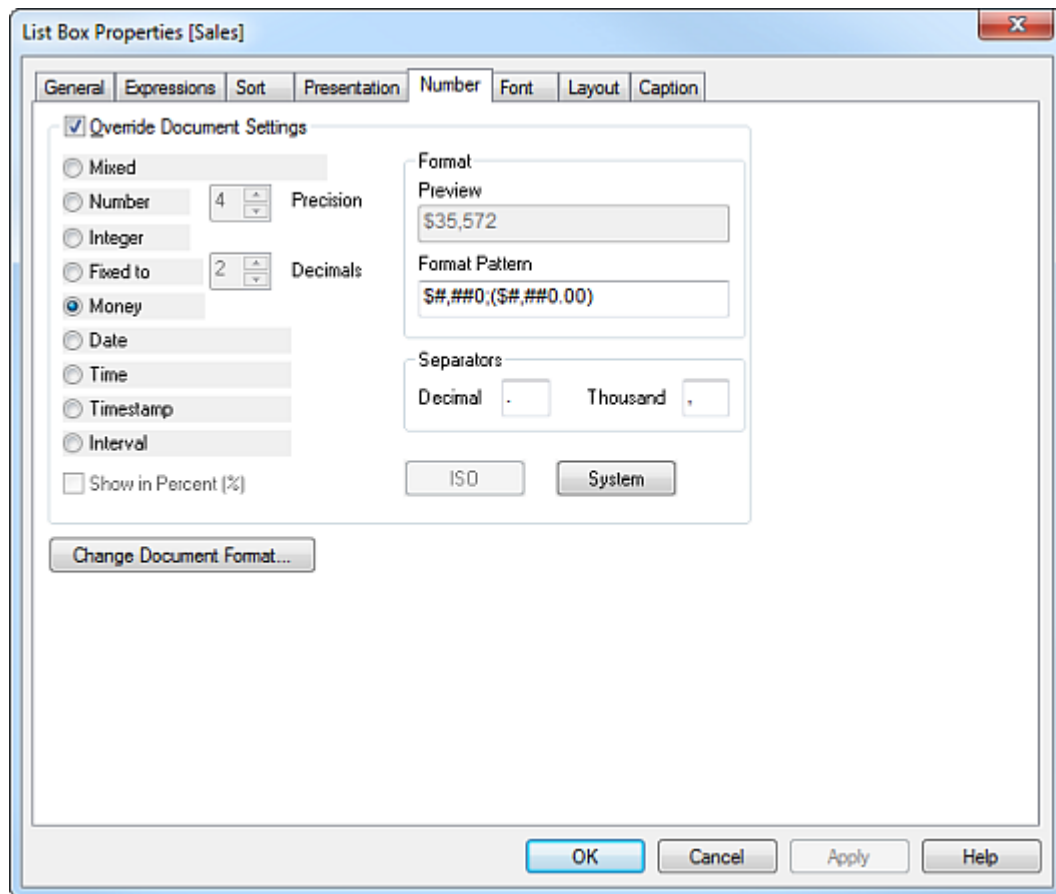 List Box Properties [Sales]
x
General Expressions Sort Presentation Number Font Layout Caption
Override Document Settings
Mixed
Number 4 Precision
Integer
Fixed to 2 Decimals
Money
Date
Time
Timestamp
Interval
Show in Percent (%)
Format
Preview
$35,572
Format Pattern
$#,##0;($#,##0.00)
Separators
Decimal . Thousand ,
ISO System
Change Document Format...
OK Cancel Apply Help